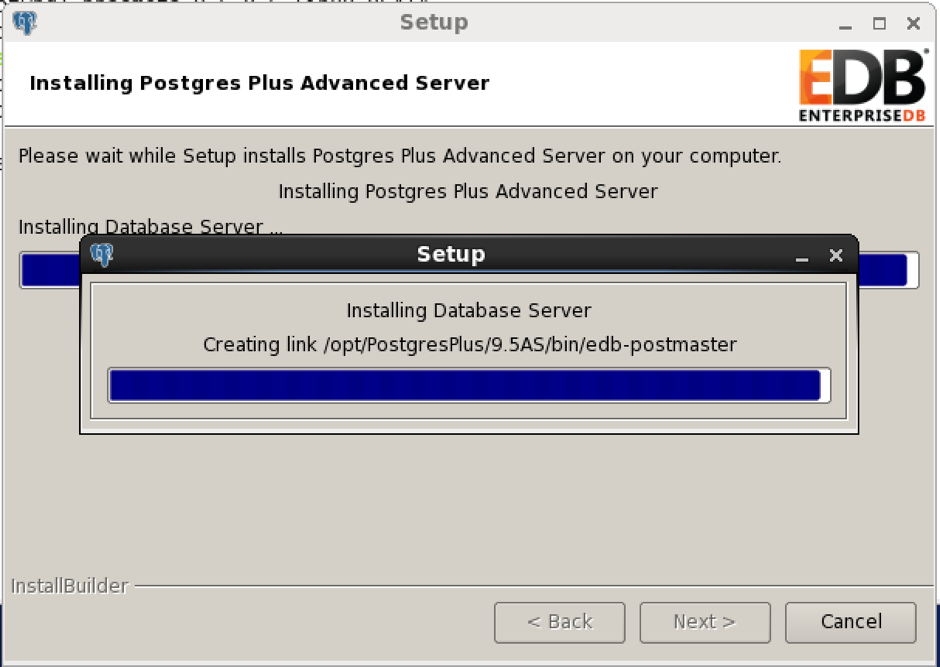 Setup
Installing Postgres Plus Advanced Server
EDB
ENTERPRISEDB
Please wait while Setup installs Postgres Plus Advanced Server on your computer.
Installing Postgres Plus Advanced Server
Installing Database Server ...
Setup
Installing Database Server
Creating link /opt/PostgresPlus/9.5AS/bin/edb-postmaster
InstallBuilder
< Back
Next >
Cancel